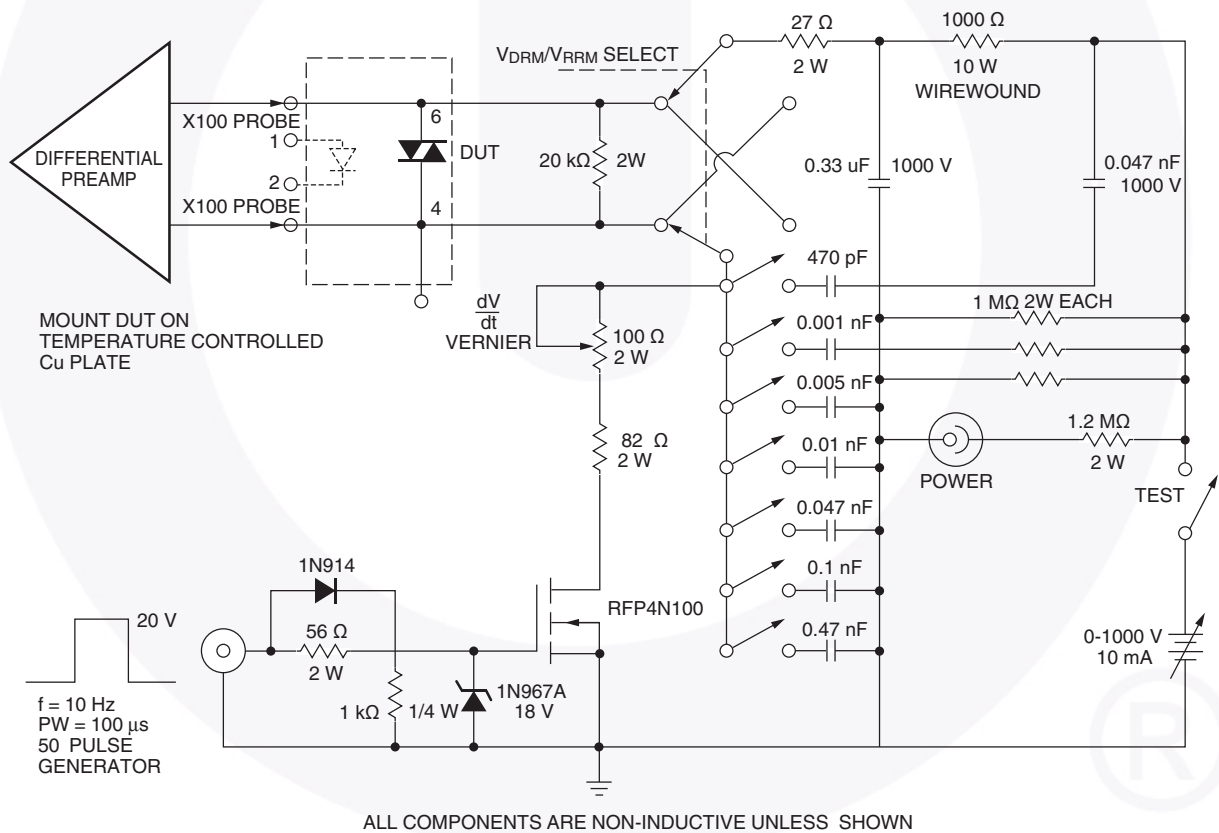 27 Ω
2 W
1000 Ω
10 W
WIREWOUND
VDRM/VRRM SELECT
X100 PROBE
6
1
DIFFERENTIAL
PREAMP
DUT
20 kΩ
2W
0.33 uF
1000 V
0.047 nF
1000 V
2
X100 PROBE
4
470 pF
dV
dt
VERNIER
100 Ω
2 W
1 MΩ 2W EACH
MOUNT DUT ON
TEMPERATURE CONTROLLED
Cu PLATE
0.001 nF
0.005 nF
82 Ω
2 W
0.01 nF
POWER
1.2 MΩ
2 W
TEST
0.047 nF
1N914
RFP4N100
0.1 nF
20 V
56 Ω
2 W
0.47 nF
0-1000 V
10 mA
1N967A
18 V
1 kΩ
1/4 W
f = 10 Hz
PW = 100 μs
50 PULSE
GENERATOR
R
ALL COMPONENTS ARE NON-INDUCTIVE UNLESS SHOWN